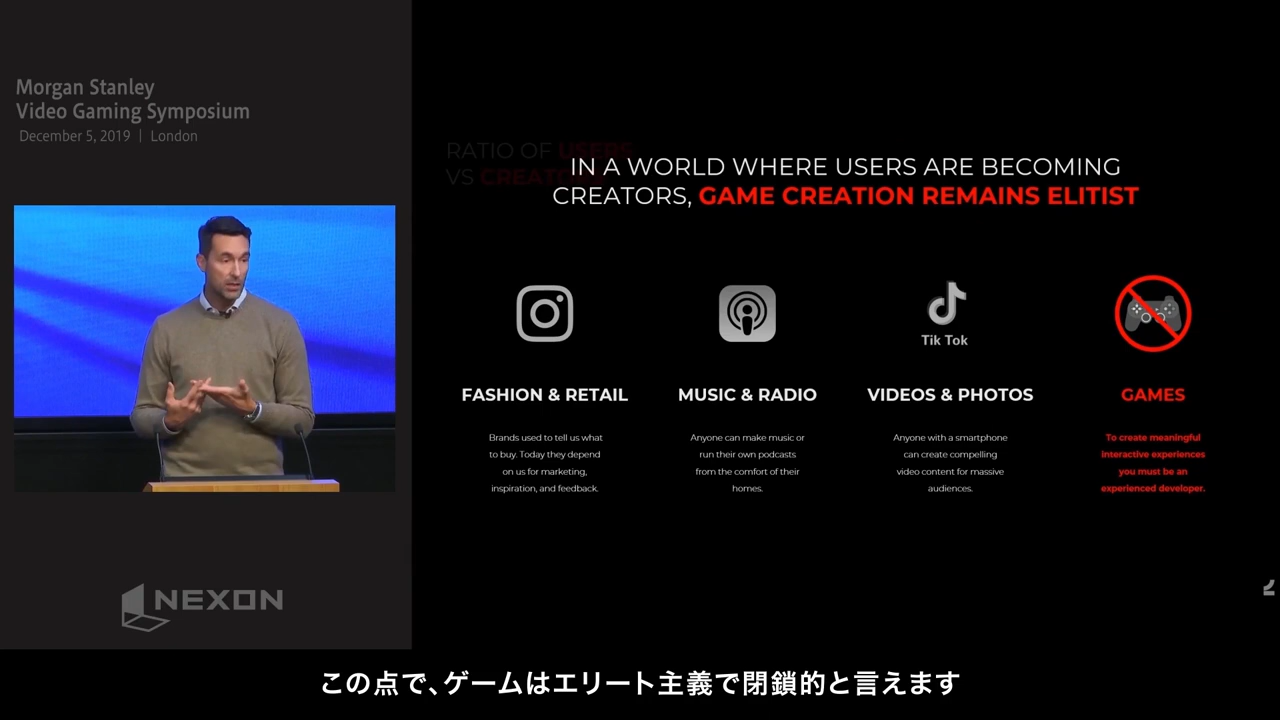 Morgan Stanley
Video Gaming Symposium
December 5, 2019 | London
RATIO OF USERS
VS CREATO
IN A WORLD WHERE USERS ARE BECOMING
CREATORS, GAME CREATION REMAINS ELITIST
Tik Tok
FASHION & RETAIL
Brands used to tell us what
to buy. Today they depend
on us for marketing,
inspiration, and feedback.
MUSIC & RADIO
Anyone can make music or
run their own podcasts
from the comfort of their
homes.
VIDEOS & PHOTOS
Anyone with a smartphone
can create compelling
video content for massive
audiences.
GAMES
To create meaningful
interactive experiences
you must be an
experienced developer.
NEXON
この点で、ゲームはエリート主義で閉鎖的と言えます